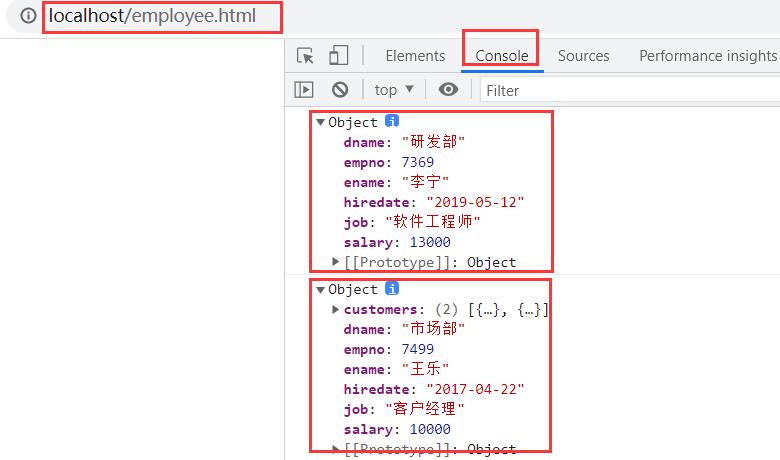 localhost/employee.html
Elements Console Sources Performance insights
top ▼ Filter
▼Object i
dname: "研发部"
empno: 7369
ename: "李宁"
hiredate: "2019-05-12"
job: "软件工程师"
salary: 13000
▶[[Prototype]]: Object
▼Object i
▶customers: (2) [{…}, {…}]
dname: "市场部"
empno: 7499
ename: "王乐"
hiredate: "2017-04-22"
job: "客户经理"
salary: 10000
▶[[Prototype]]: Object